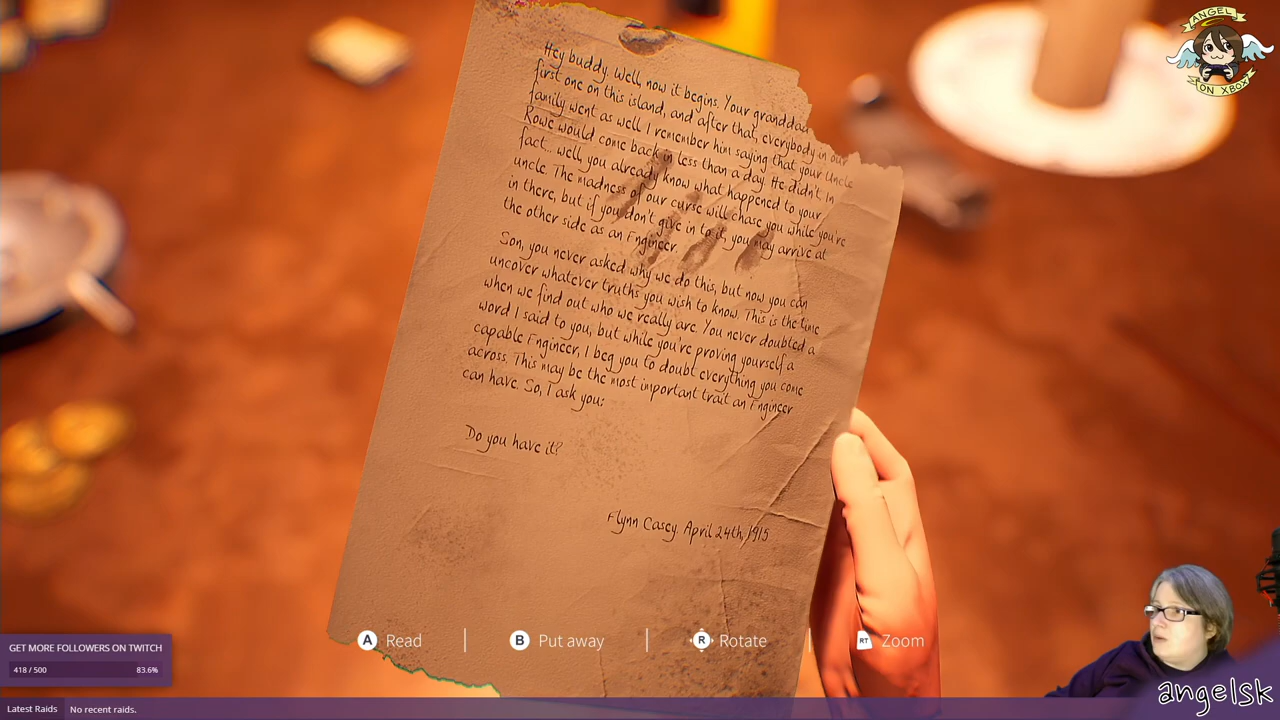 ANGEL
ON XBOX
Hey buddy. Well, now it begins. Your granddad
first one on this island, and after that, everybody in our
family went as well I remember him saying that your Uncle
Rowe would come back in less than a day. He didn't. In
fact... well, you already know what happened to your
uncle. The madness of our curse will chase you while you're
in there, but if you don't give in to it, you may arrive at
the other side as an Engineer.
Son, you never asked why we do this, but now you can
uncover whatever truths you wish to know. This is the time
when we find out who we really are. You never doubted a
word I said to you, but while you're proving yourself a
capable Engineer, I beg you to doubt everything you come
across. This may be the most important trait an Engineer
can have. So, I ask you:
Do you have it?
Flynn Casey. April 24th, 1915
A Read
B Put away
R Rotate
RT Zoom
GET MORE FOLLOWERS ON TWITCH
418 / 500 83.6%
Latest Raids No recent raids.
angelsk